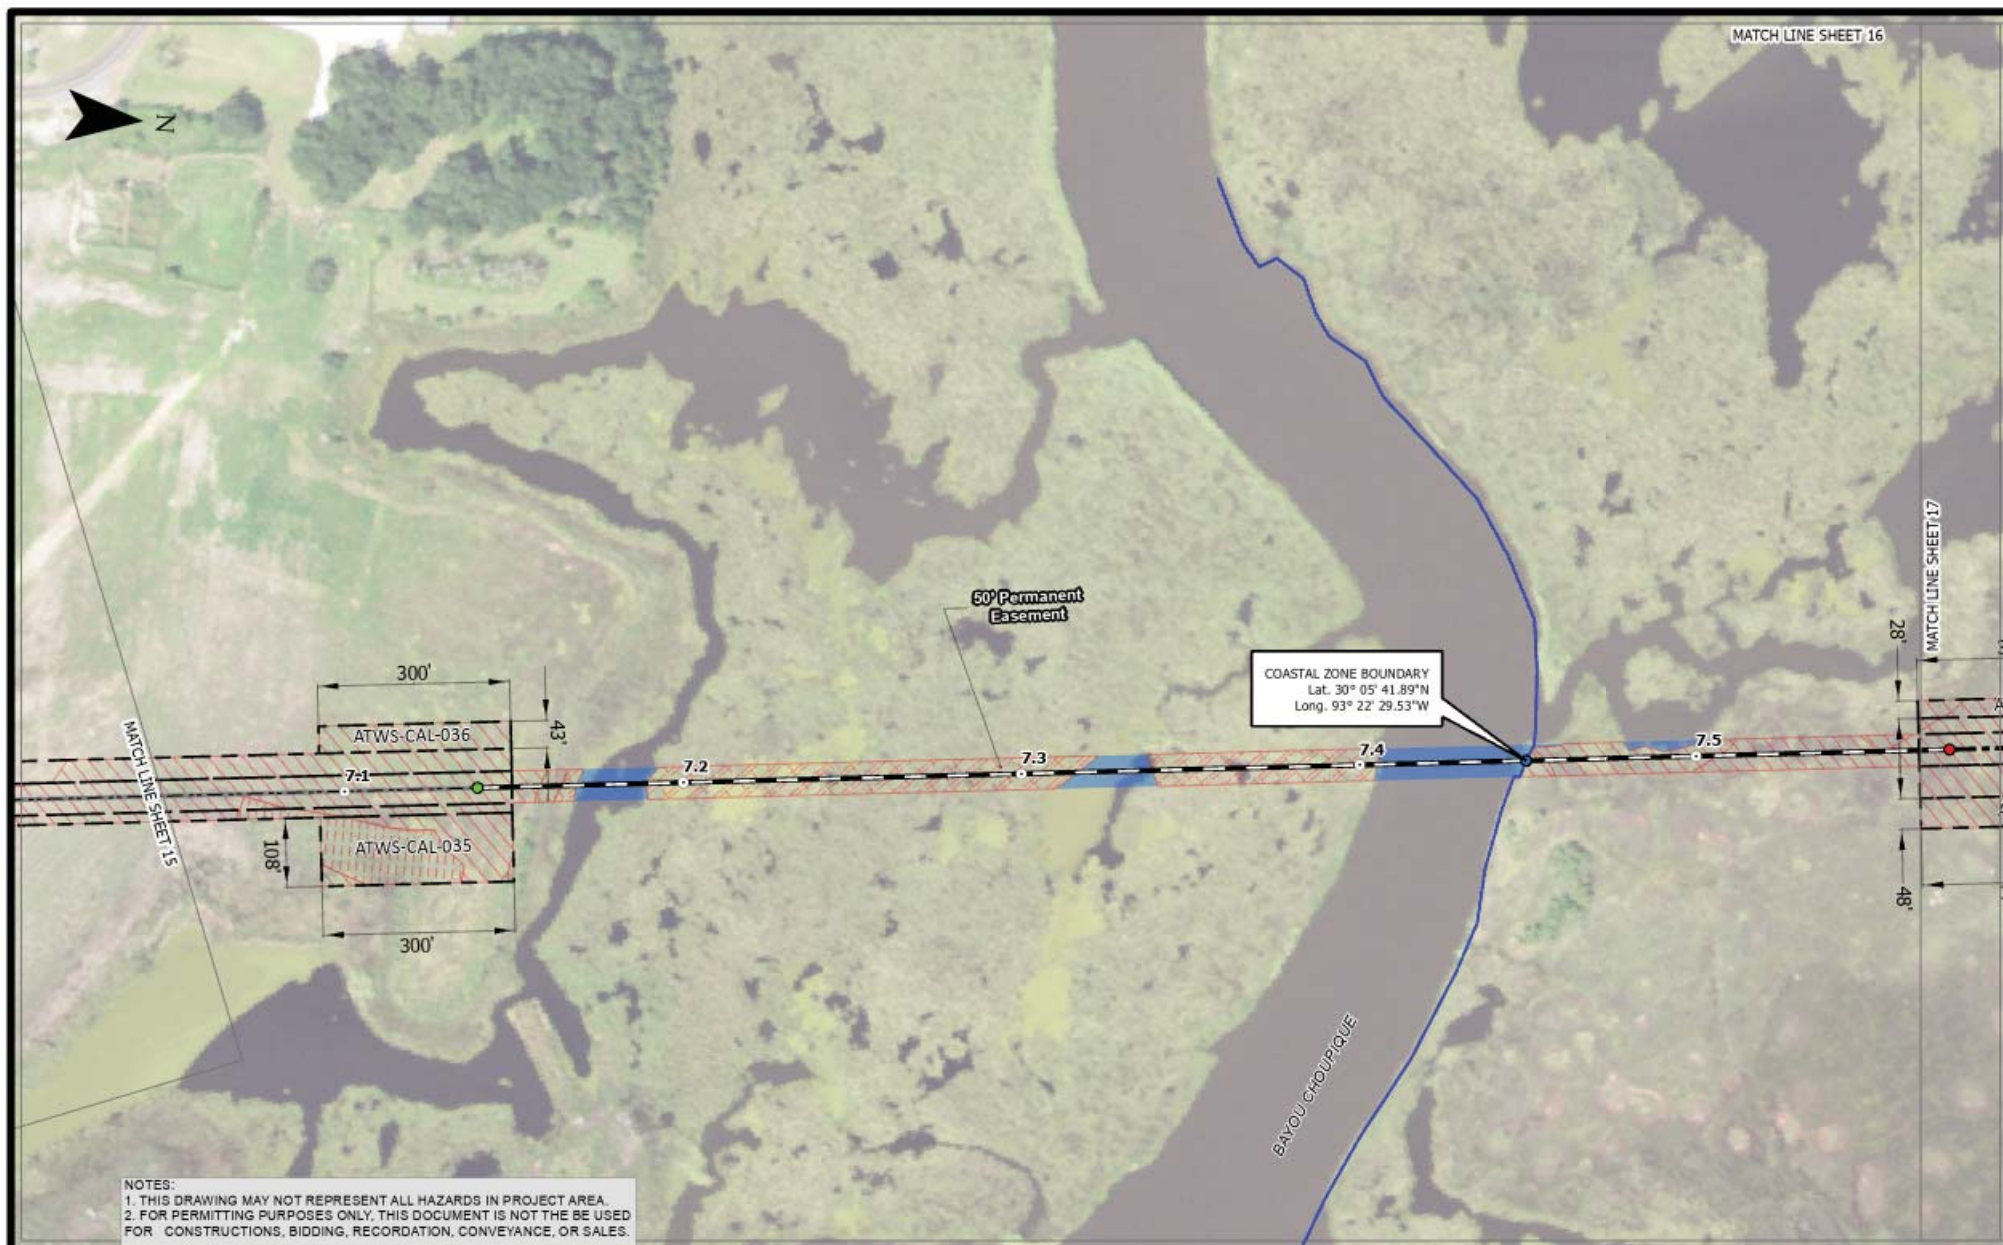 MATCH LINE SHEET 16
N
MATCH LINE SHEET 17
50' Permanent
Easement
COASTAL ZONE BOUNDARY
Lat. 30° 05' 41.89"N
Long. 93° 22' 29.53"W
28'
300'
43'
ATWS-CAL-036
MATCH LINE SHEET 15
7.1
7.2
7.3
7.4
7.5
A
108'
ATWS-CAL-035
300'
48'
BAYOU CHOUPIQUE
NOTES:
1. THIS DRAWING MAY NOT REPRESENT ALL HAZARDS IN PROJECT AREA.
2. FOR PERMITTING PURPOSES ONLY, THIS DOCUMENT IS NOT THE BE USED
FOR CONSTRUCTIONS, BIDDING, RECORDATION, CONVEYANCE, OR SALES.